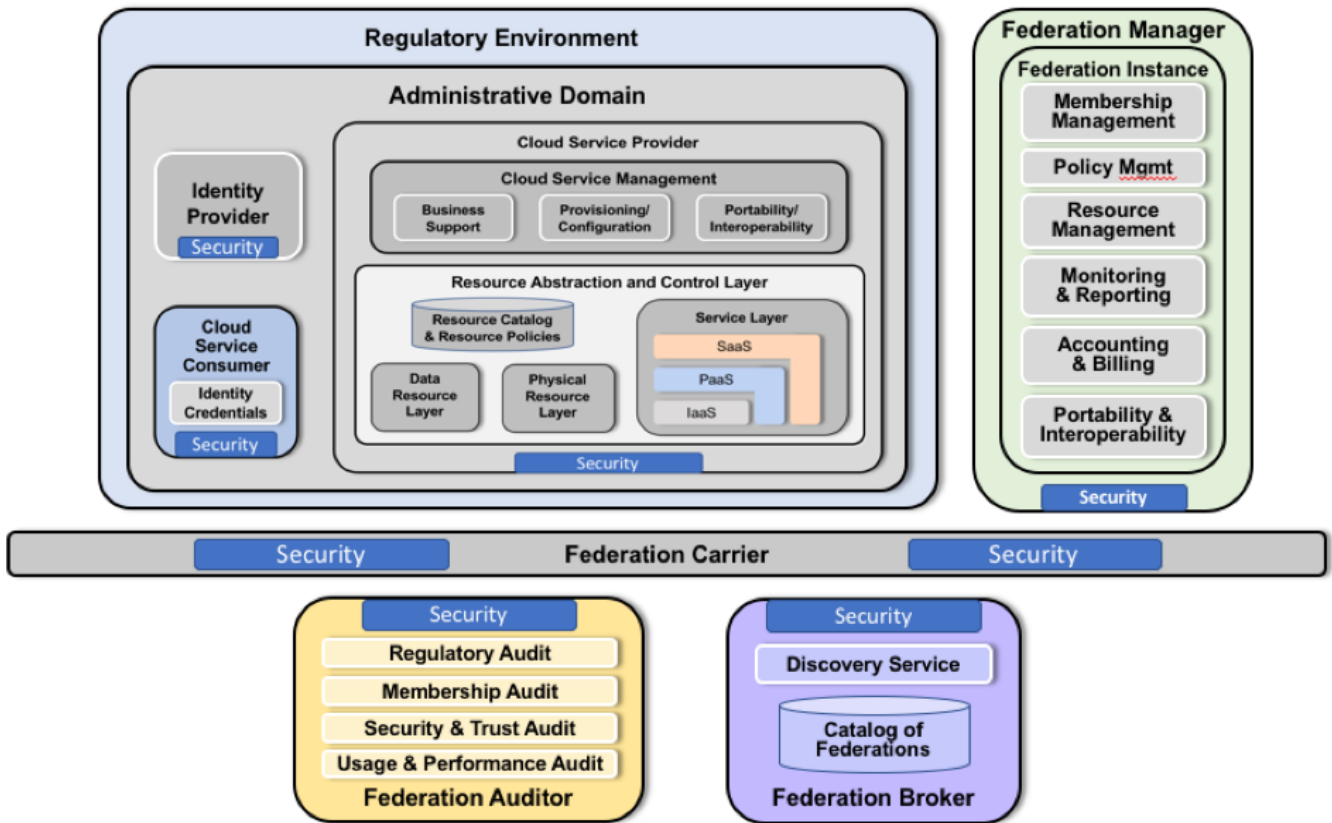 Regulatory Environment
Administrative Domain
Identity
Provider
Security
Cloud
Service
Consumer
Identity
Credentials
Security
Cloud Service Provider
Cloud Service Management
Business
Support
Provisioning/
Configuration
Portability/
Interoperability
Resource Abstraction and Control Layer
Resource Catalog
& Resource Policies
Data
Resource
Layer
Physical
Resource
Layer
Service Layer
SaaS
PaaS
IaaS
Security
Federation Manager
Federation Instance
Membership
Management
Policy Mgmt
Resource
Management
Monitoring
& Reporting
Accounting
& Billing
Portability &
Interoperability
Security
Security
Federation Carrier
Security
Security
Regulatory Audit
Membership Audit
Security & Trust Audit
Usage & Performance Audit
Federation Auditor
Security
Discovery Service
Catalog of
Federations
Federation Broker